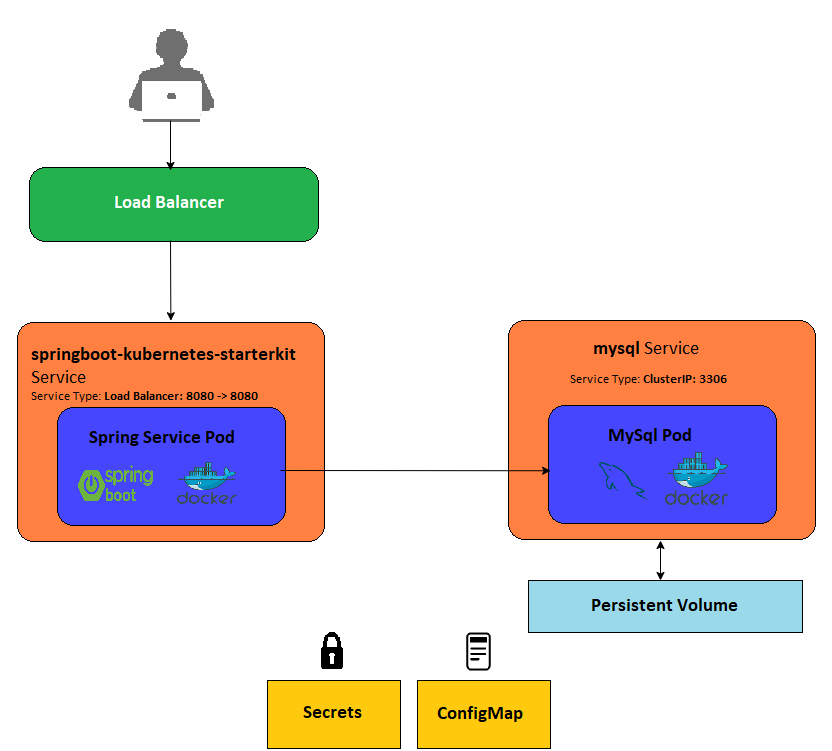 Load Balancer
springboot-kubernetes-starterkit
Service
Service Type: Load Balancer: 8080 -> 8080
Spring Service Pod
spring
boot
docker
mysql Service
Service Type: ClusterIP: 3306
MySql Pod
docker
Persistent Volume
Secrets
ConfigMap